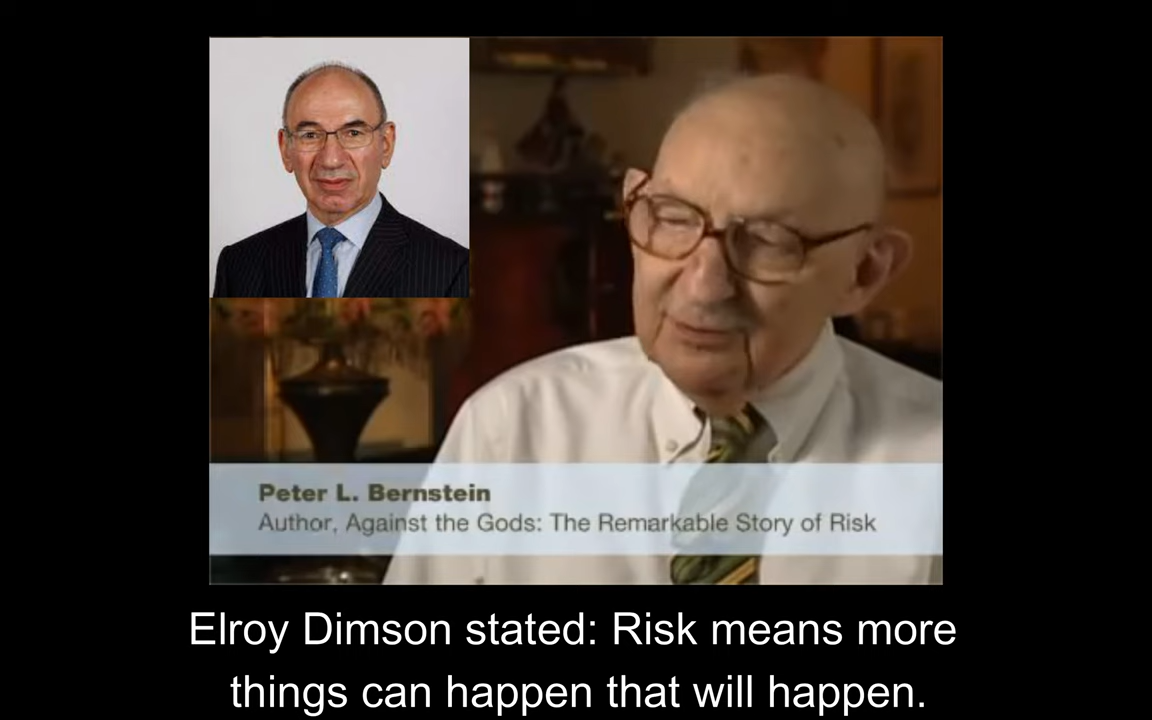 Peter L. Bernstein
Author, Against the Gods: The Remarkable Story of Risk
Elroy Dimson stated: Risk means more
things can happen that will happen.